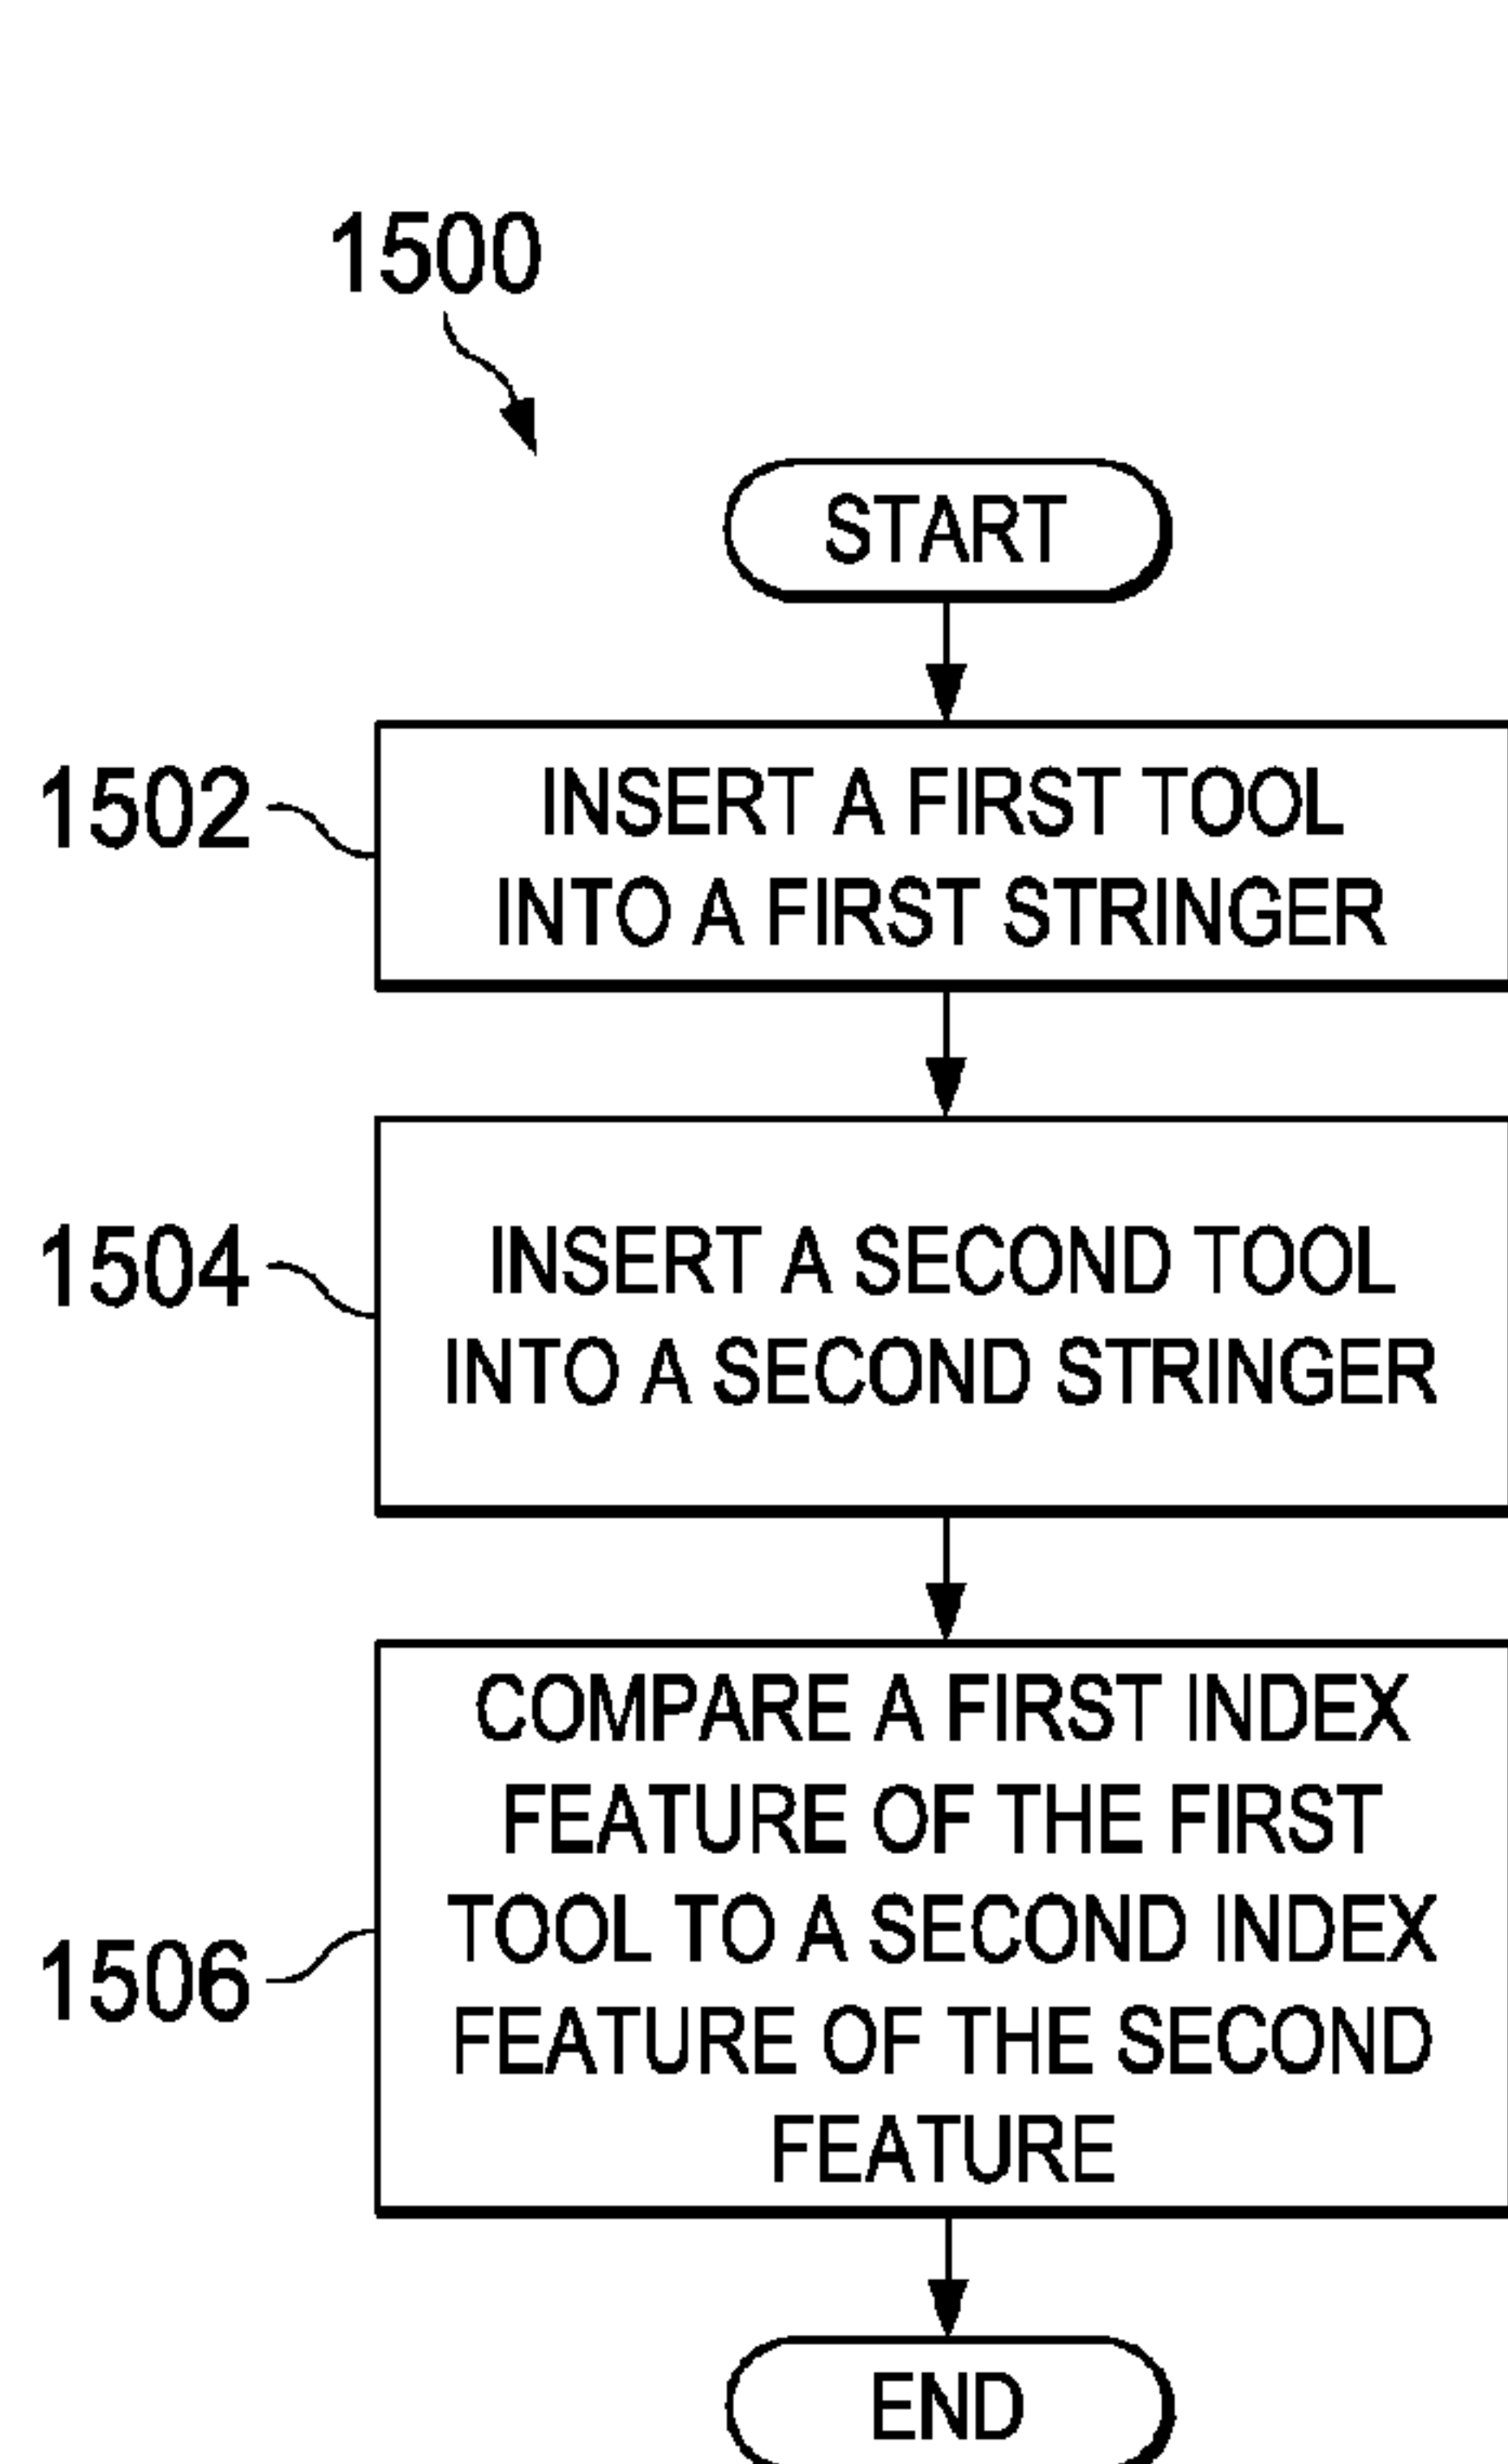 1500
START
1502
INSERT A FIRST TOOL
INTO A FIRST STRINGER
1504
INSERT A SECOND TOOL
INTO A SECOND STRINGER
1506
COMPARE A FIRST INDEX
FEATURE OF THE FIRST
TOOL TO A SECOND INDEX
FEATURE OF THE SECOND
FEATURE
END